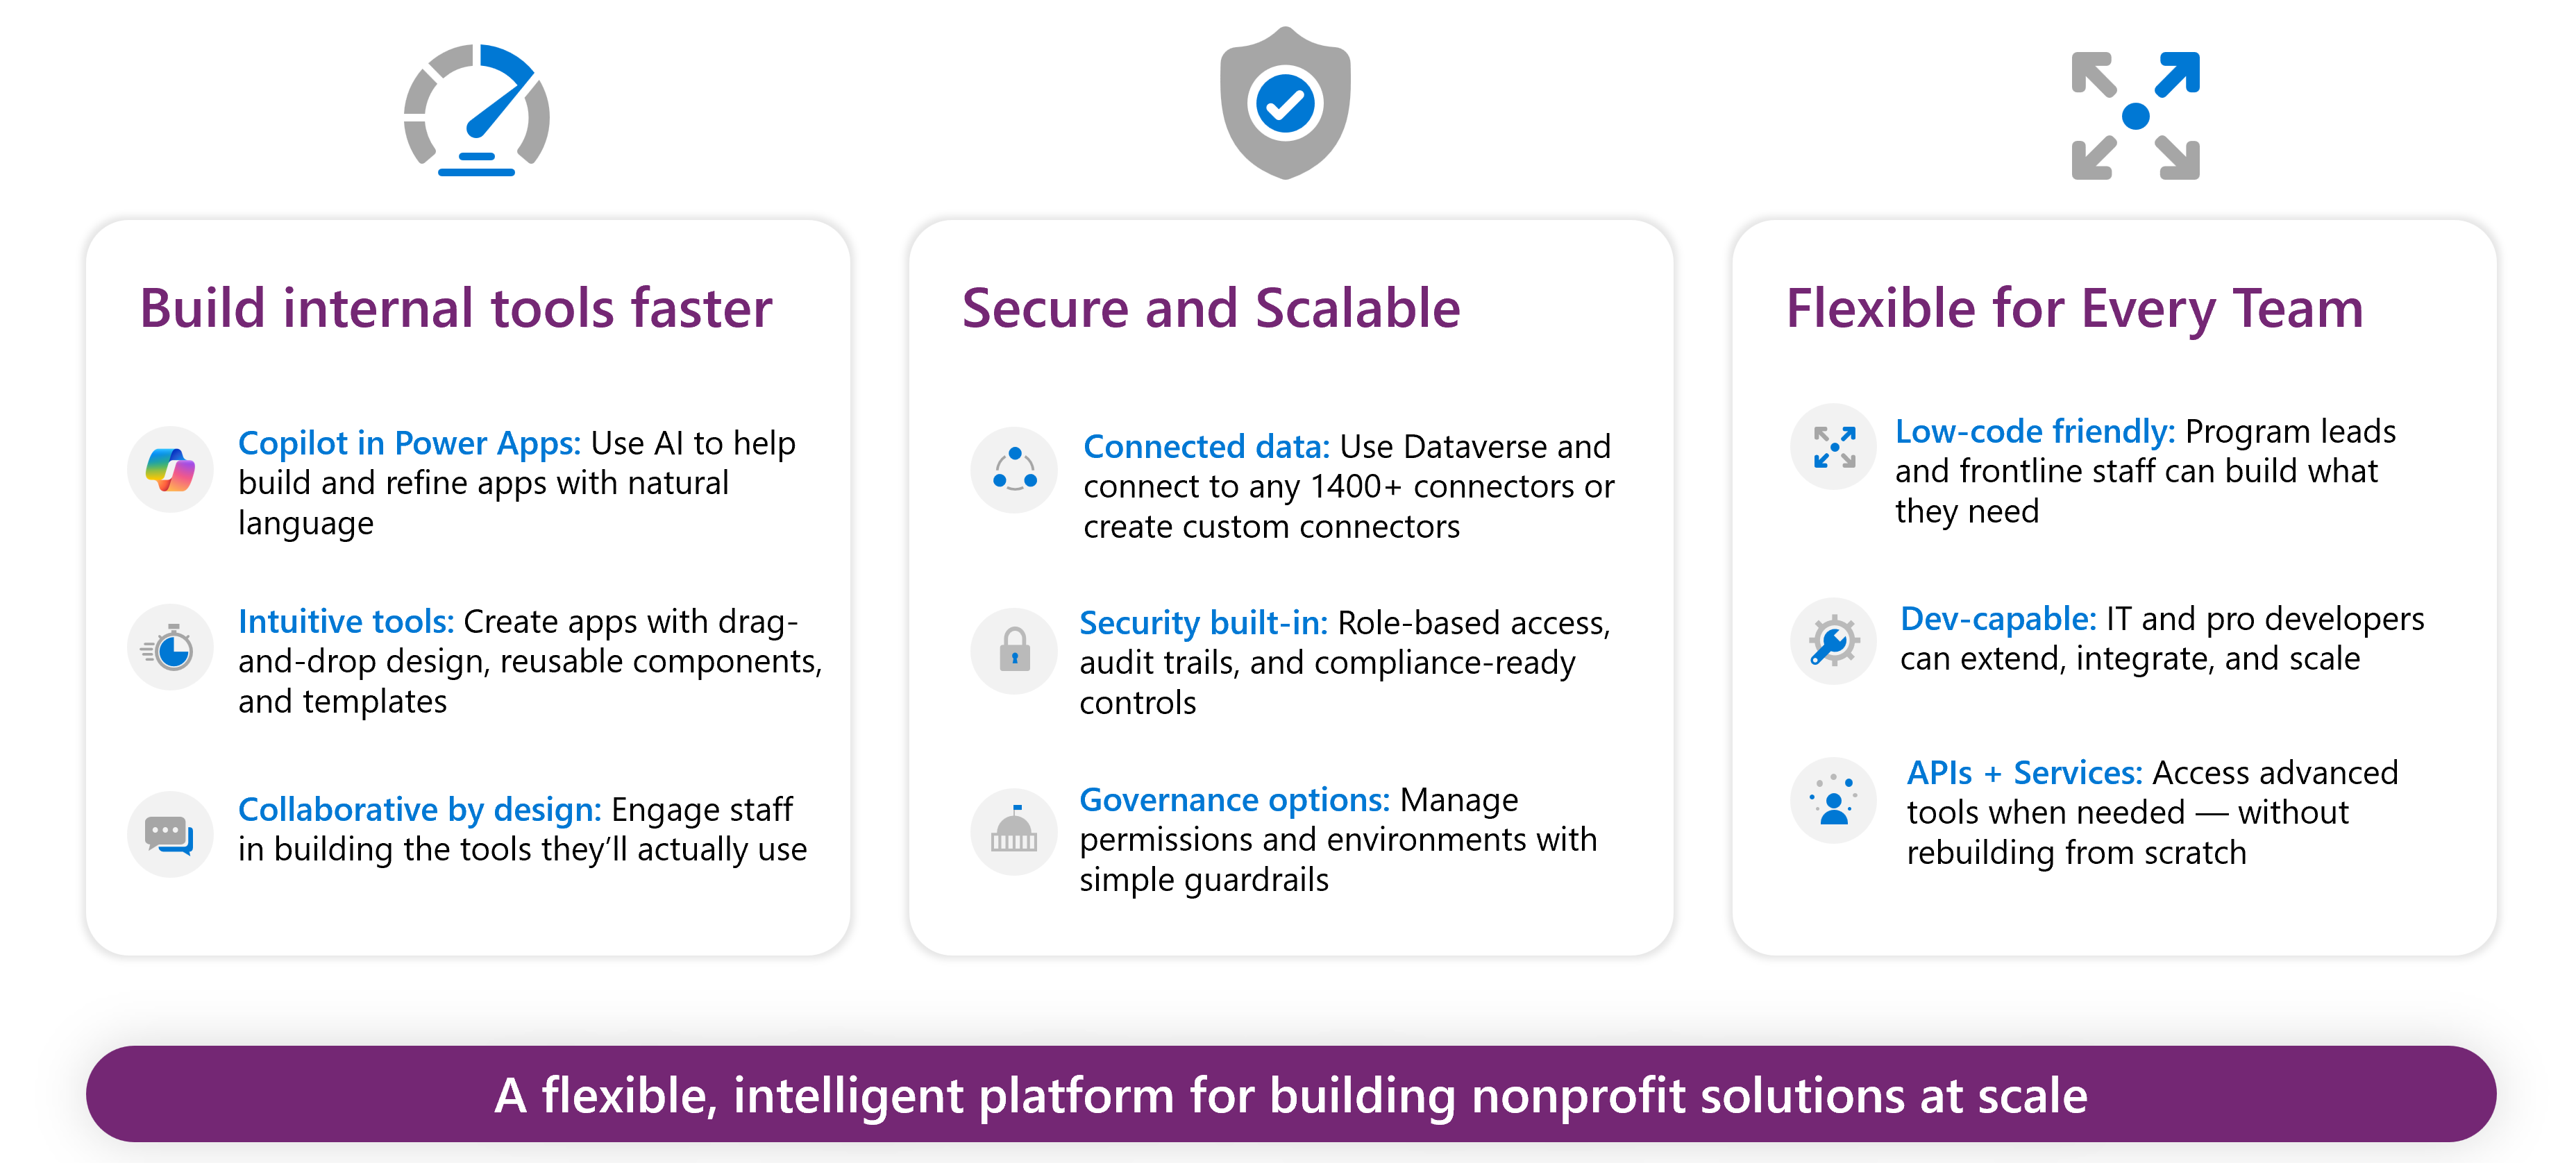 Build internal tools faster
Copilot in Power Apps: Use AI to help
build and refine apps with natural
language
Intuitive tools: Create apps with drag-
and-drop design, reusable components,
and templates
Collaborative by design: Engage staff
in building the tools they’ll actually use
Secure and Scalable
Connected data: Use Dataverse and
connect to any 1400+ connectors or
create custom connectors
Security built-in: Role-based access,
audit trails, and compliance-ready
controls
Governance options: Manage
permissions and environments with
simple guardrails
Flexible for Every Team
Low-code friendly: Program leads
and frontline staff can build what
they need
Dev-capable: IT and pro developers
can extend, integrate, and scale
APIs + Services: Access advanced
tools when needed — without
rebuilding from scratch
A flexible, intelligent platform for building nonprofit solutions at scale